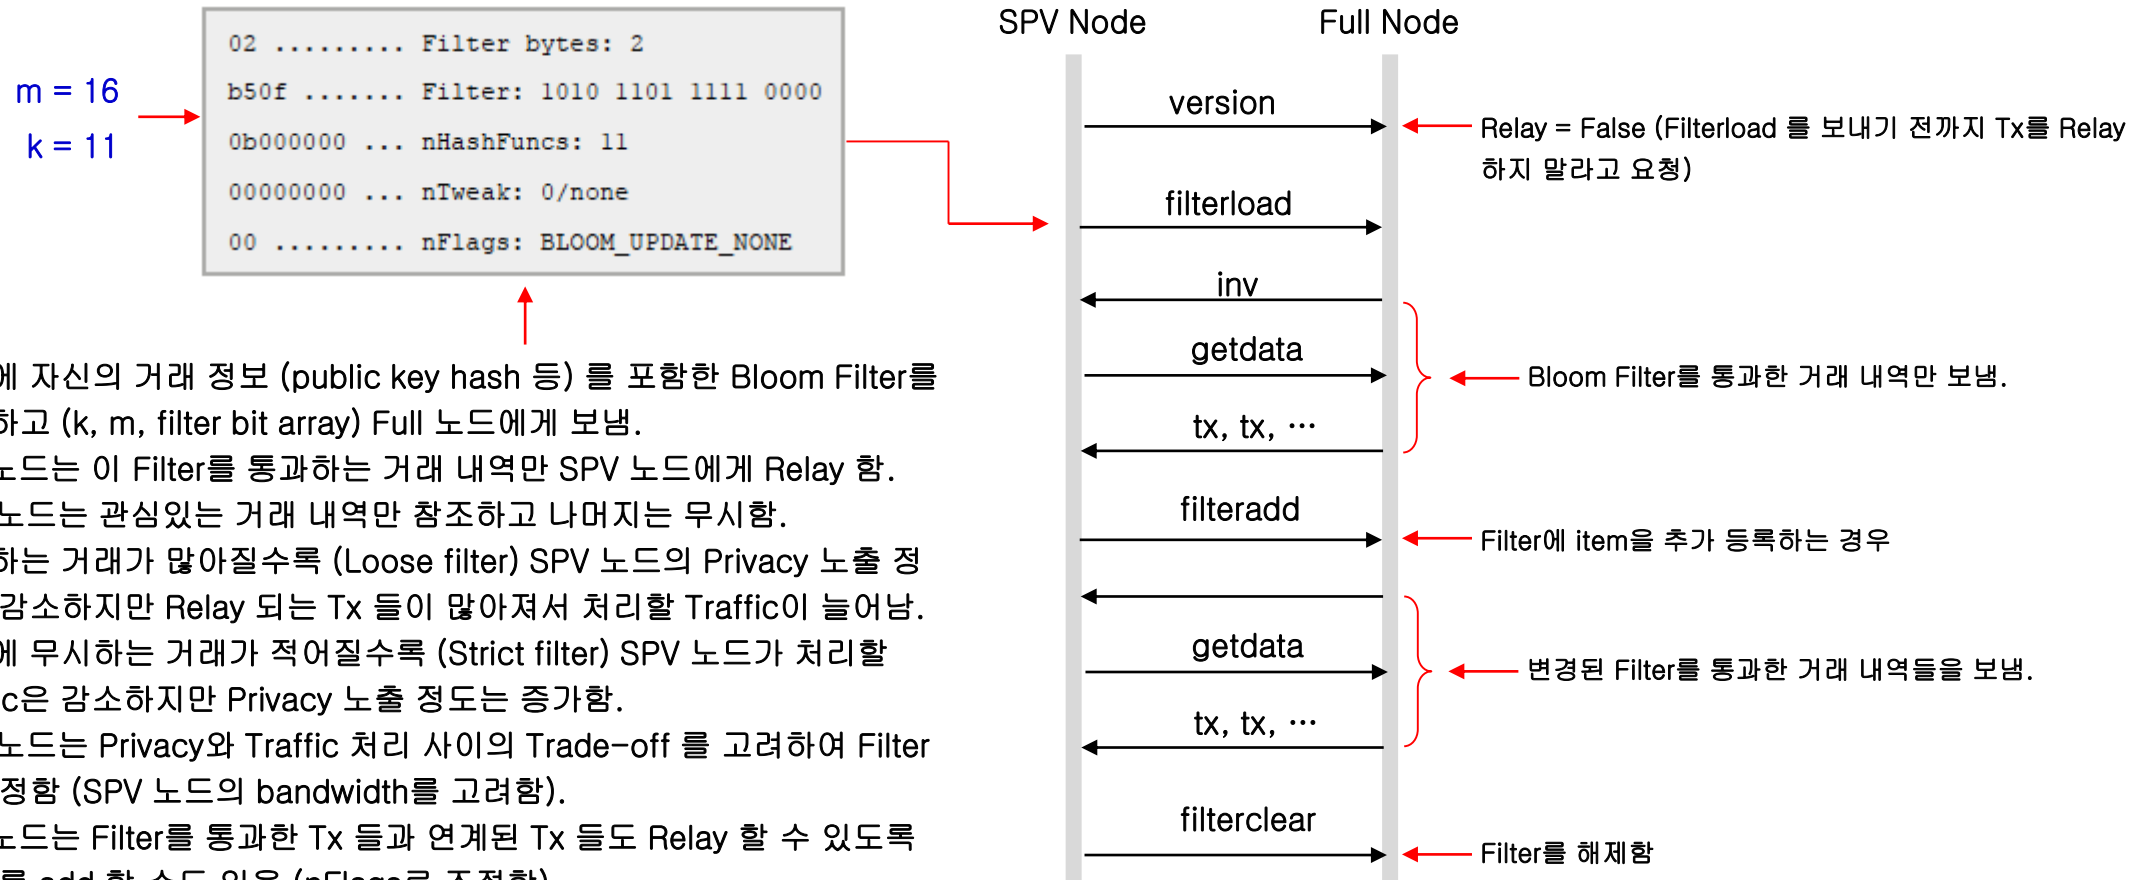 m = 16
k = 11
02 ......... Filter bytes: 2
b50f ....... Filter: 1010 1101 1111 0000
0b000000 ... nHashFuncs: 11
00000000 ... nTweak: 0/none
00 ......... nFlags: BLOOM_UPDATE_NONE
에 자신의 거래 정보 (public key hash 등) 를 포함한 Bloom Filter를
하고 (k, m, filter bit array) Full 노드에게 보냄.
노드는 이 Filter를 통과하는 거래 내역만 SPV 노드에게 Relay 함.
노드는 관심있는 거래 내역만 참조하고 나머지는 무시함.
하는 거래가 많아질수록 (Loose filter) SPV 노드의 Privacy 노출 정
감소하지만 Relay 되는 Tx 들이 많아져서 처리할 Traffic이 늘어남.
에 무시하는 거래가 적어질수록 (Strict filter) SPV 노드가 처리할
c은 감소하지만 Privacy 노출 정도는 증가함.
노드는 Privacy와 Traffic 처리 사이의 Trade-off 를 고려하여 Filter
정함 (SPV 노드의 bandwidth를 고려함).
노드는 Filter를 통과한 Tx 들과 연계된 Tx 들도 Relay 할 수 있도록
를 add 할 수도 있음 (nFlags로 조정함)
SPV Node
Full Node
version
Relay = False (Filterload 를 보내기 전까지 Tx를 Relay
하지 말라고 요청)
filterload
inv
getdata
Bloom Filter를 통과한 거래 내역만 보냄.
tx, tx, ⋯
filteradd
Filter에 item을 추가 등록하는 경우
getdata
변경된 Filter를 통과한 거래 내역들을 보냄.
tx, tx, ⋯
filterclear
Filter를 해제함